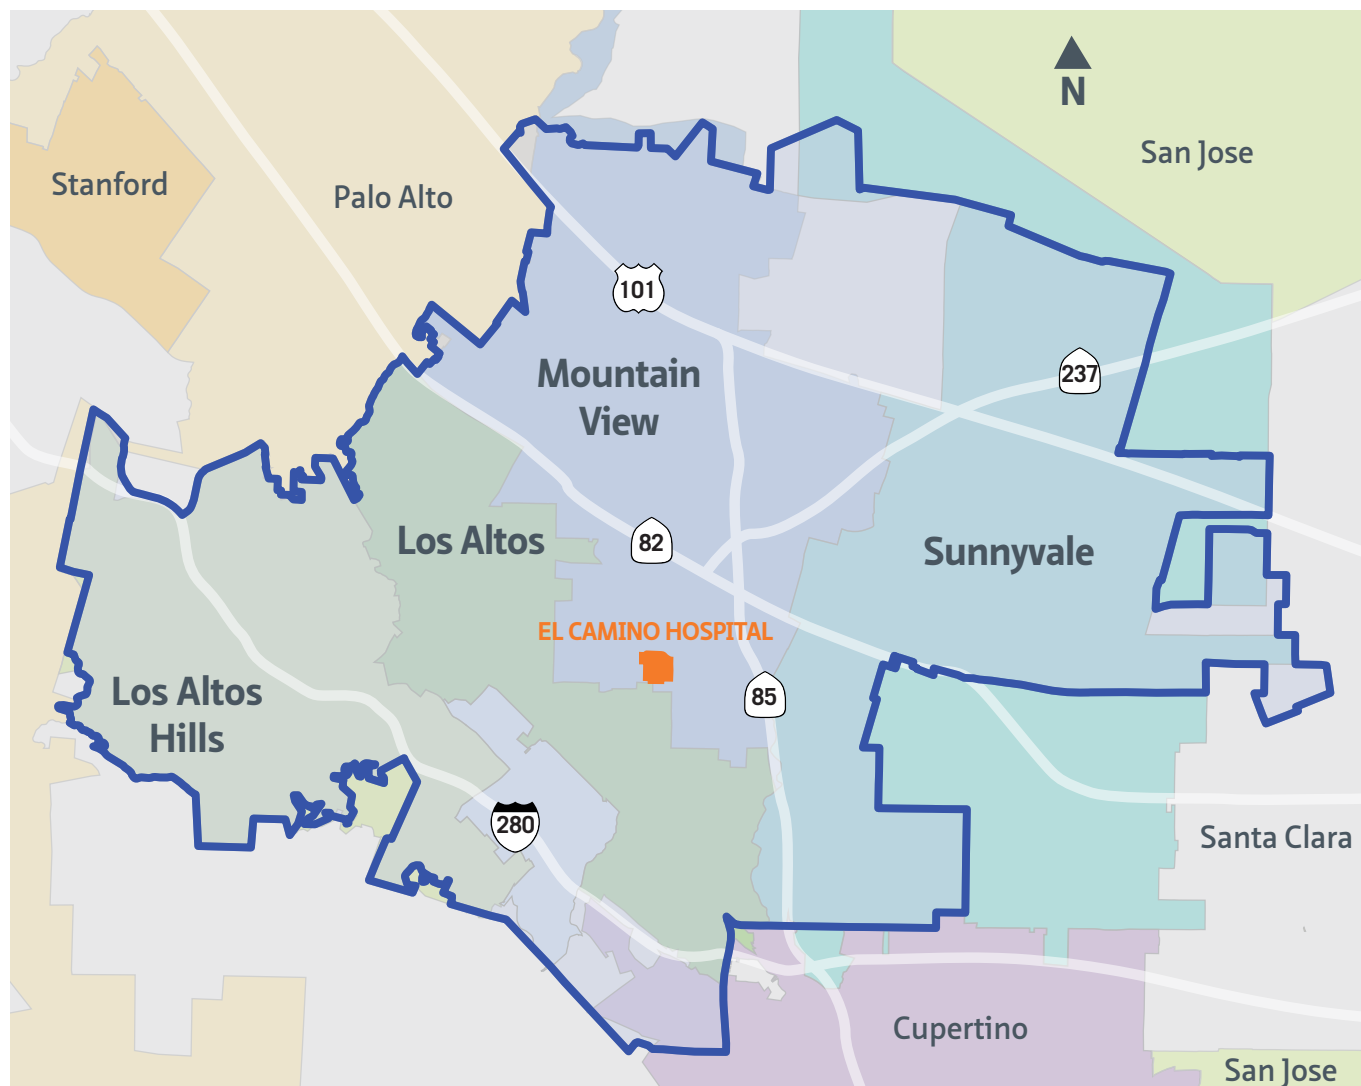 N
San Jose
Stanford
Palo Alto
101
Mountain
View
237
Los Altos
82
Sunnyvale
EL CAMINO HOSPITAL
Los Altos
Hills
85
280
Santa Clara
Cupertino
San Jose